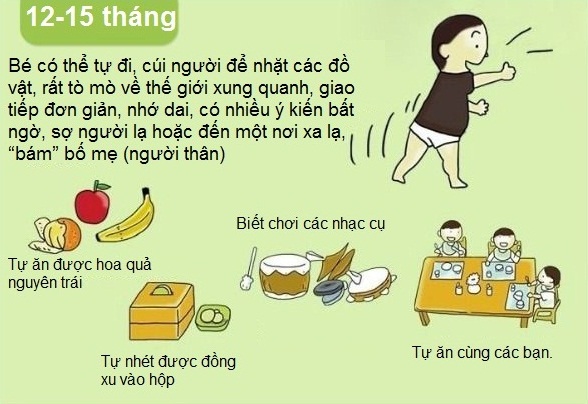 12-15 tháng
Bé có thể tự đi, cúi người để nhặt các đồ
vật, rất tò mò về thế giới xung quanh, giao
tiếp đơn giản, nhớ dai, có nhiều ý kiến bất
ngờ, sợ người lạ hoặc đến một nơi xa lạ,
“bám” bố mẹ (người thân)
Biết chơi các nhạc cụ
Tự ăn được hoa quả
nguyên trái
Tự nhét được đồng
xu vào hộp
Tự ăn cùng các bạn.